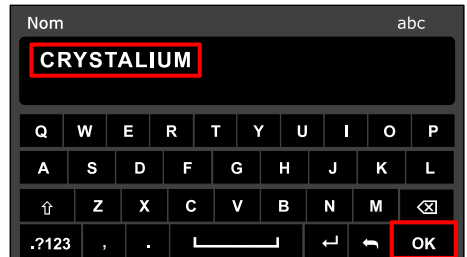 Nom abc
CRYSTALIUM
Q W E R T Y U I O P
A S D F G H J K L
Z X C V B N M
.?123 , . OK